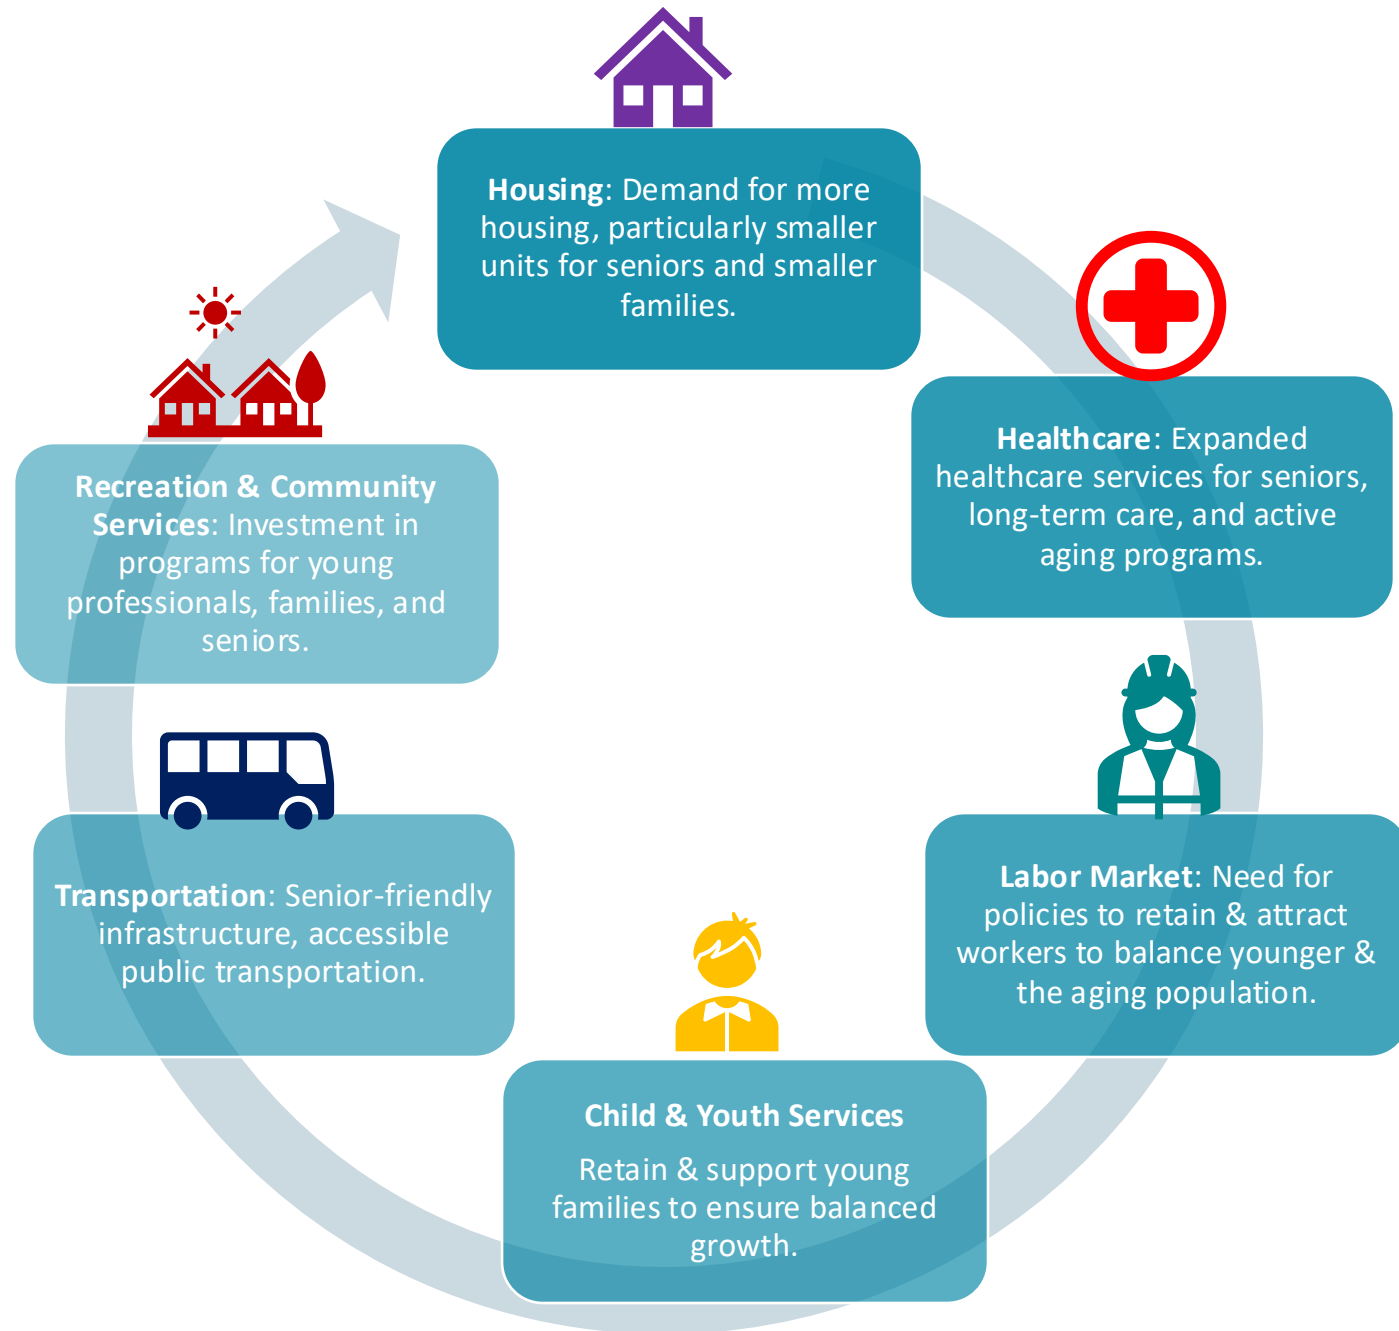 Housing: Demand for more
housing, particularly smaller
units for seniors and smaller
families.
Healthcare: Expanded
healthcare services for seniors,
long-term care, and active
aging programs.
Labor Market: Need for
policies to retain & attract
workers to balance younger &
the aging population.
Child & Youth Services
Retain & support young
families to ensure balanced
growth.
Transportation: Senior-friendly
infrastructure, accessible
public transportation.
Recreation & Community
Services: Investment in
programs for young
professionals, families, and
seniors.